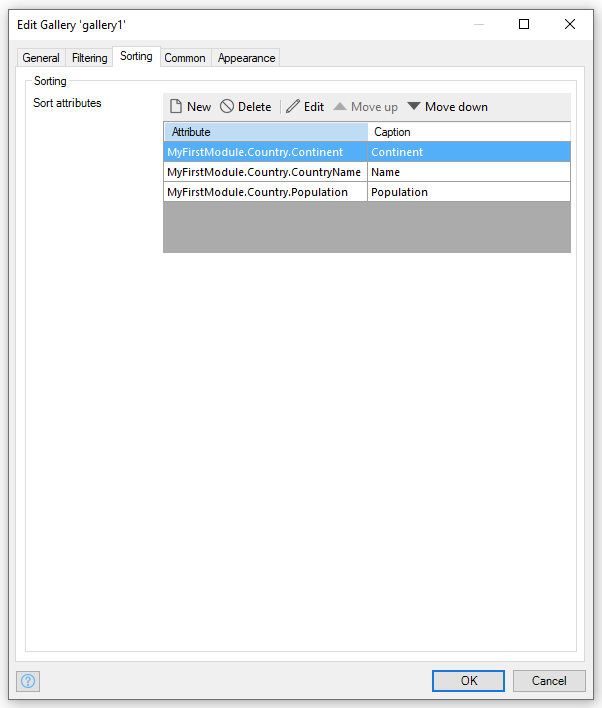 Edit Gallery 'gallery1'
General Filtering Sorting Common Appearance
Sorting
Sort attributes
New Delete Edit Move up Move down
Attribute Caption
MyFirstModule.Country.Continent Continent
MyFirstModule.Country.CountryName Name
MyFirstModule.Country.Population Population
? OK Cancel